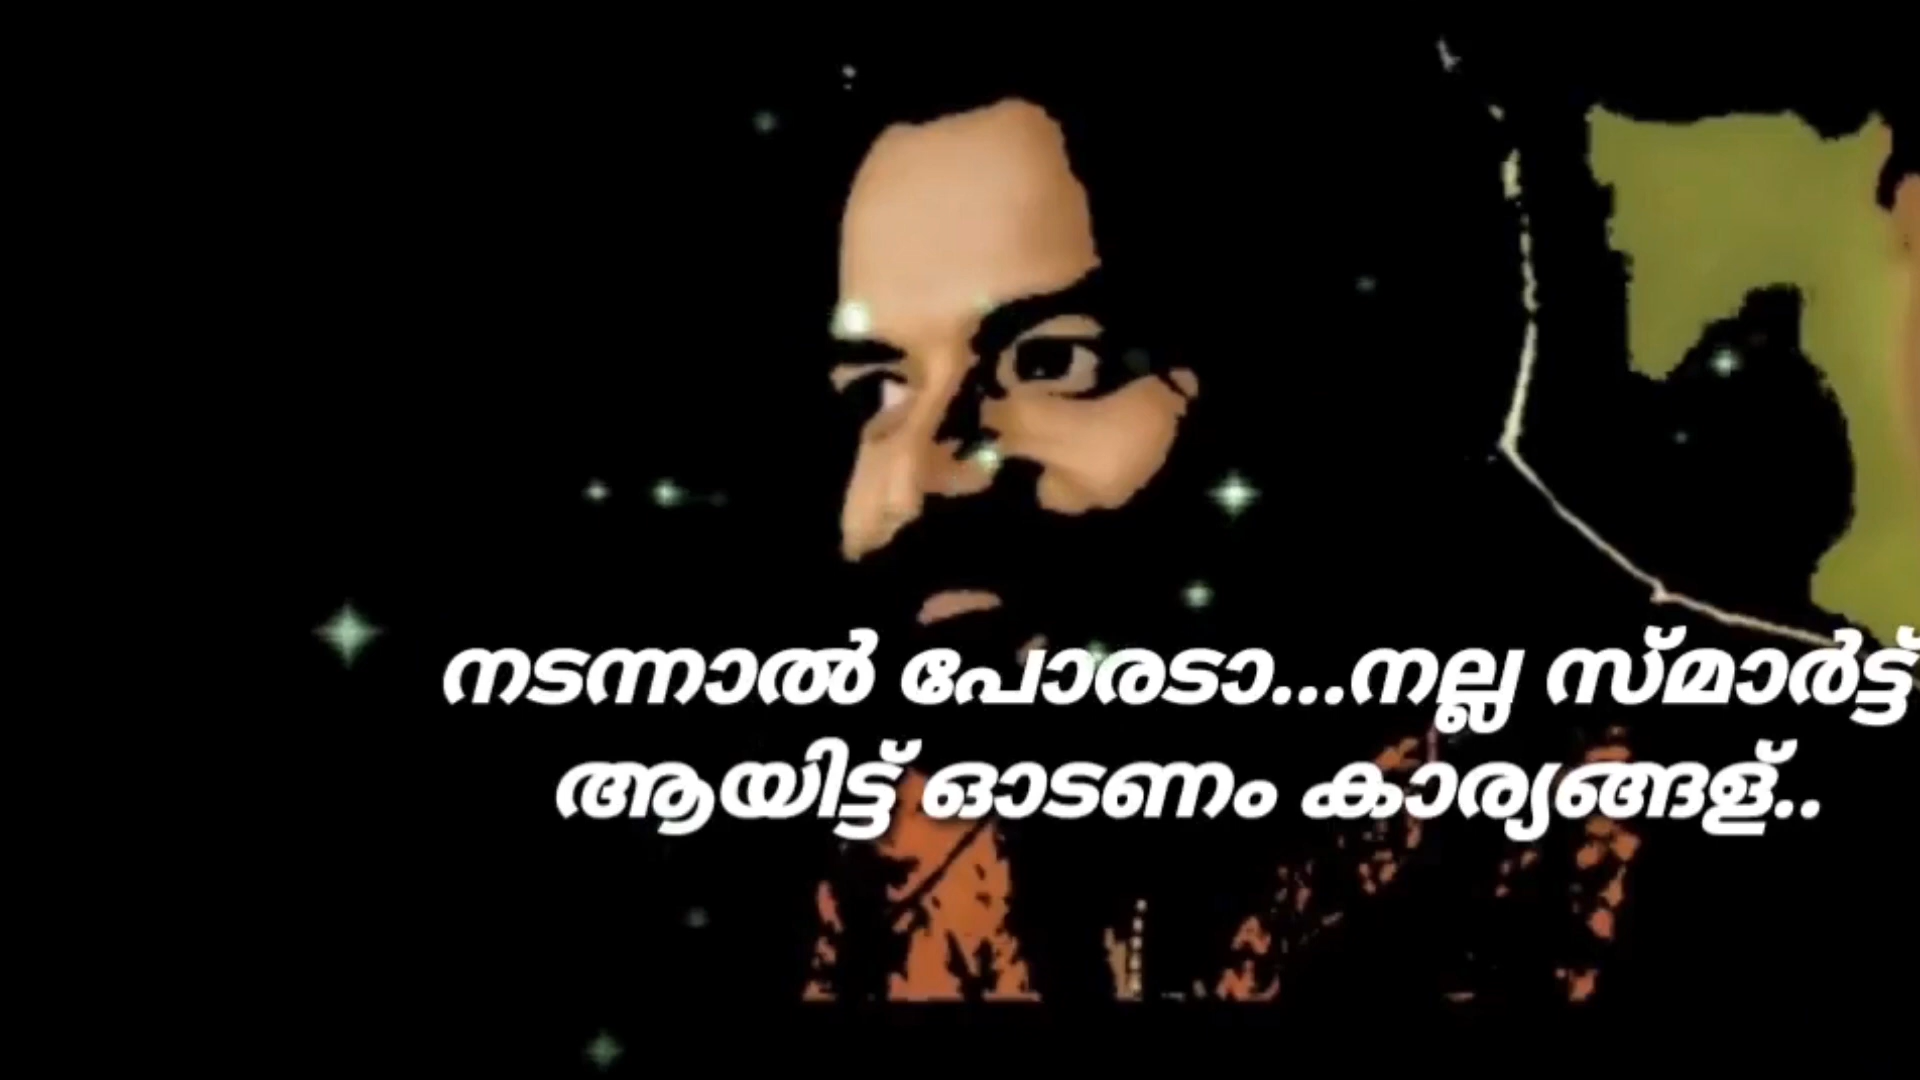 നടന്നാൽ പോരടാ...നല്ല സ്മാർട്ട്
ആയിട്ട് ഓടണം കാര്യങ്ങള്..